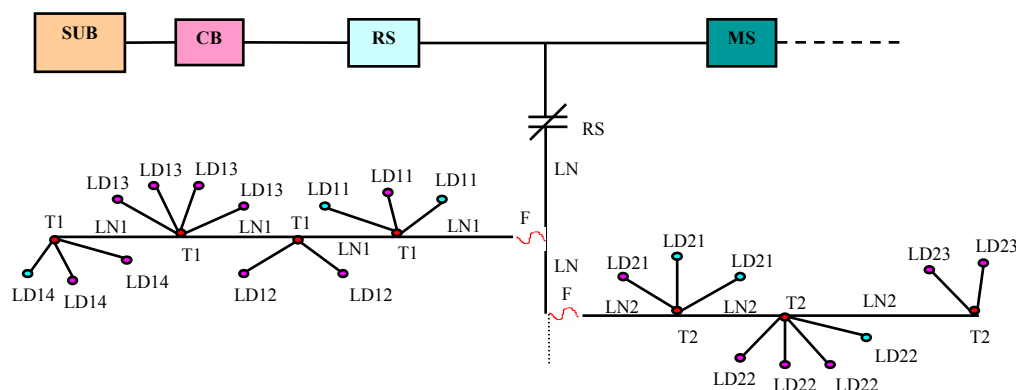 SUB
CB
RS
MS
RS
LN
LD13
LD13
LD13
LD13
LD11
LD11
LD11
T1
LN1
T1
LN1
T1
LN1
T1
LN1
F
LD14
LD14
LD14
LD12
LD12
LN
F
LD21
LD21
LD21
LN2
T2
LN2
T2
LN2
LD23
LD23
T2
LD22
LD22
LD22
LD22